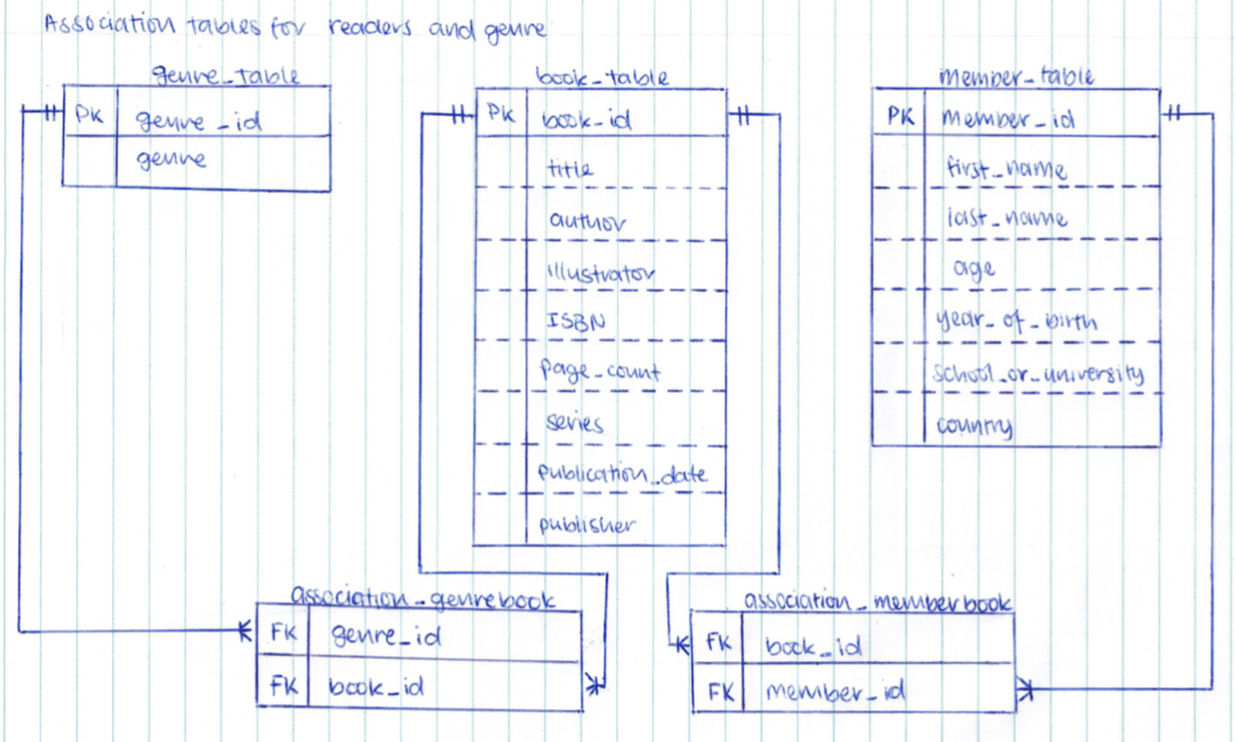 Association tables for readers and genre
genre_table
PK genre_id
genre
book_table
PK book_id
title
author
illustrator
ISBN
page_count
series
publication_date
publisher
member_table
PK member_id
first_name
last_name
age
year_of_birth
school_or_university
country
association_genrebook
FK genre_id
FK book_id
association_memberbook
FK book_id
FK member_id